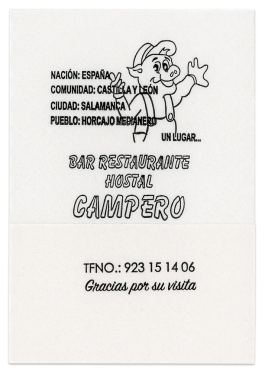 NACIÓN: ESPAÑA
COMUNIDAD: CASTILLA Y LEÓN
CIUDAD: SALAMANCA
PUEBLO: HORCAJO MEDIANERO
UN LUGAR...
BAR RESTAURANTE
HOSTAL
CAMPERO
TFNO.: 923 15 14 06
Gracias por su visita